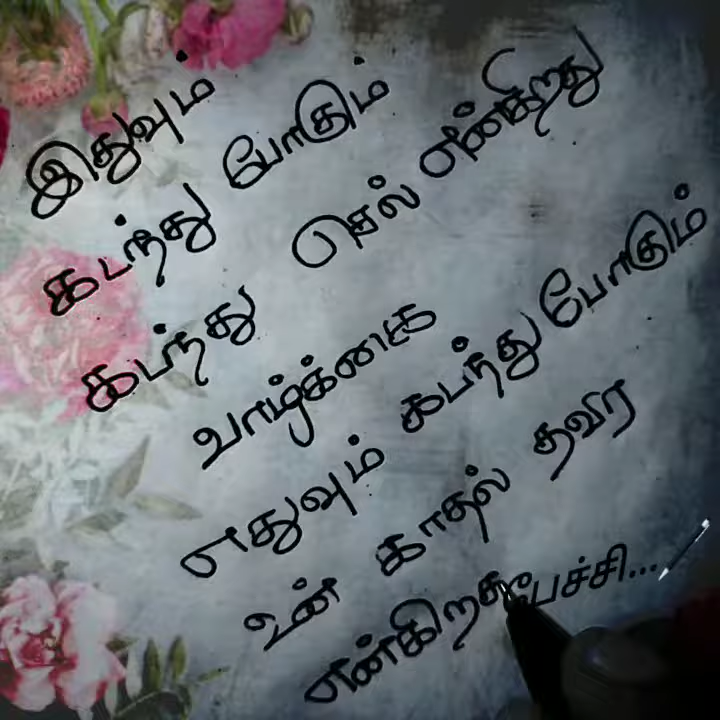 இதுவும்
கடந்து போகும்
கடந்து செல் என்கிறது
வாழ்க்கை
எதுவும் கடந்து போகும்
உன் காதல் தவிர
என்கிறது பேச்சி...